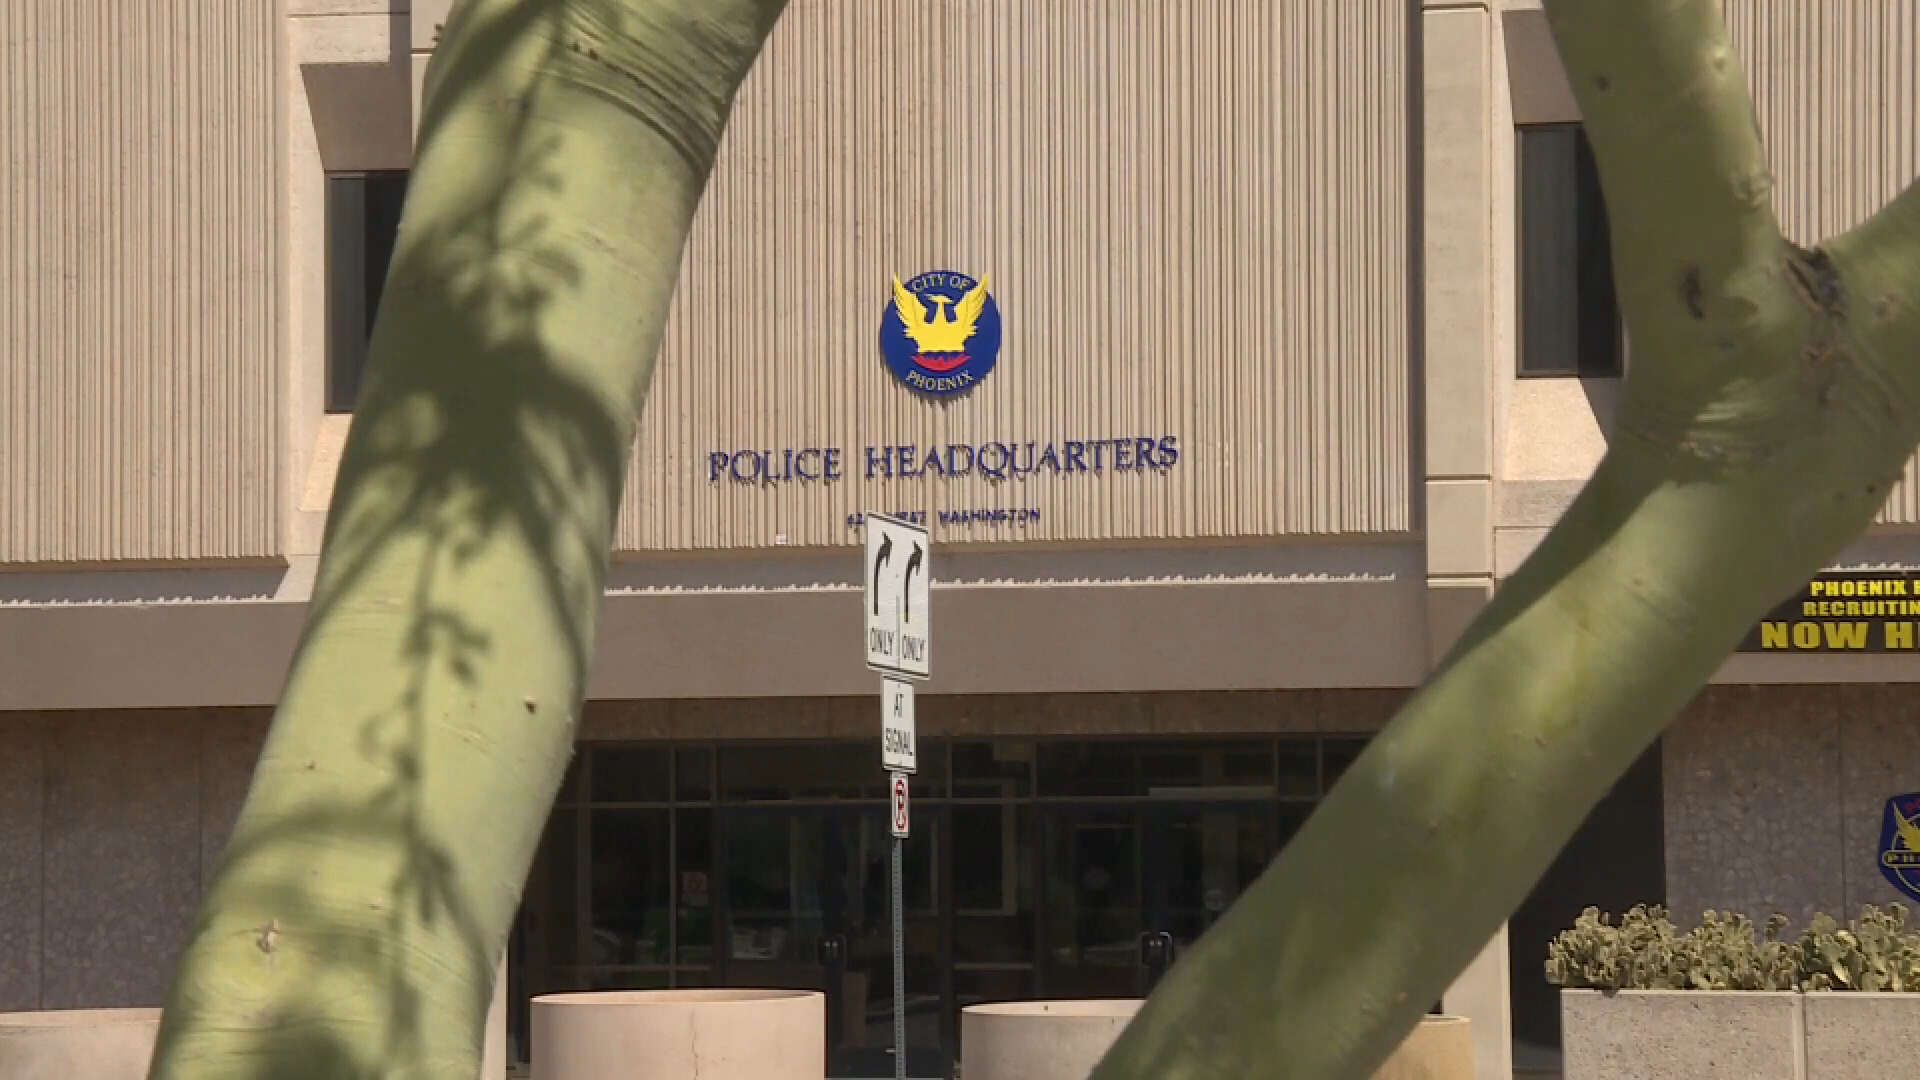 CITY OF
PHOENIX
POLICE HEADQUARTERS
WASHINGTON
ONLY ONLY
AT
SIGNAL
PHOENIX
RECRUITIN
NOW H